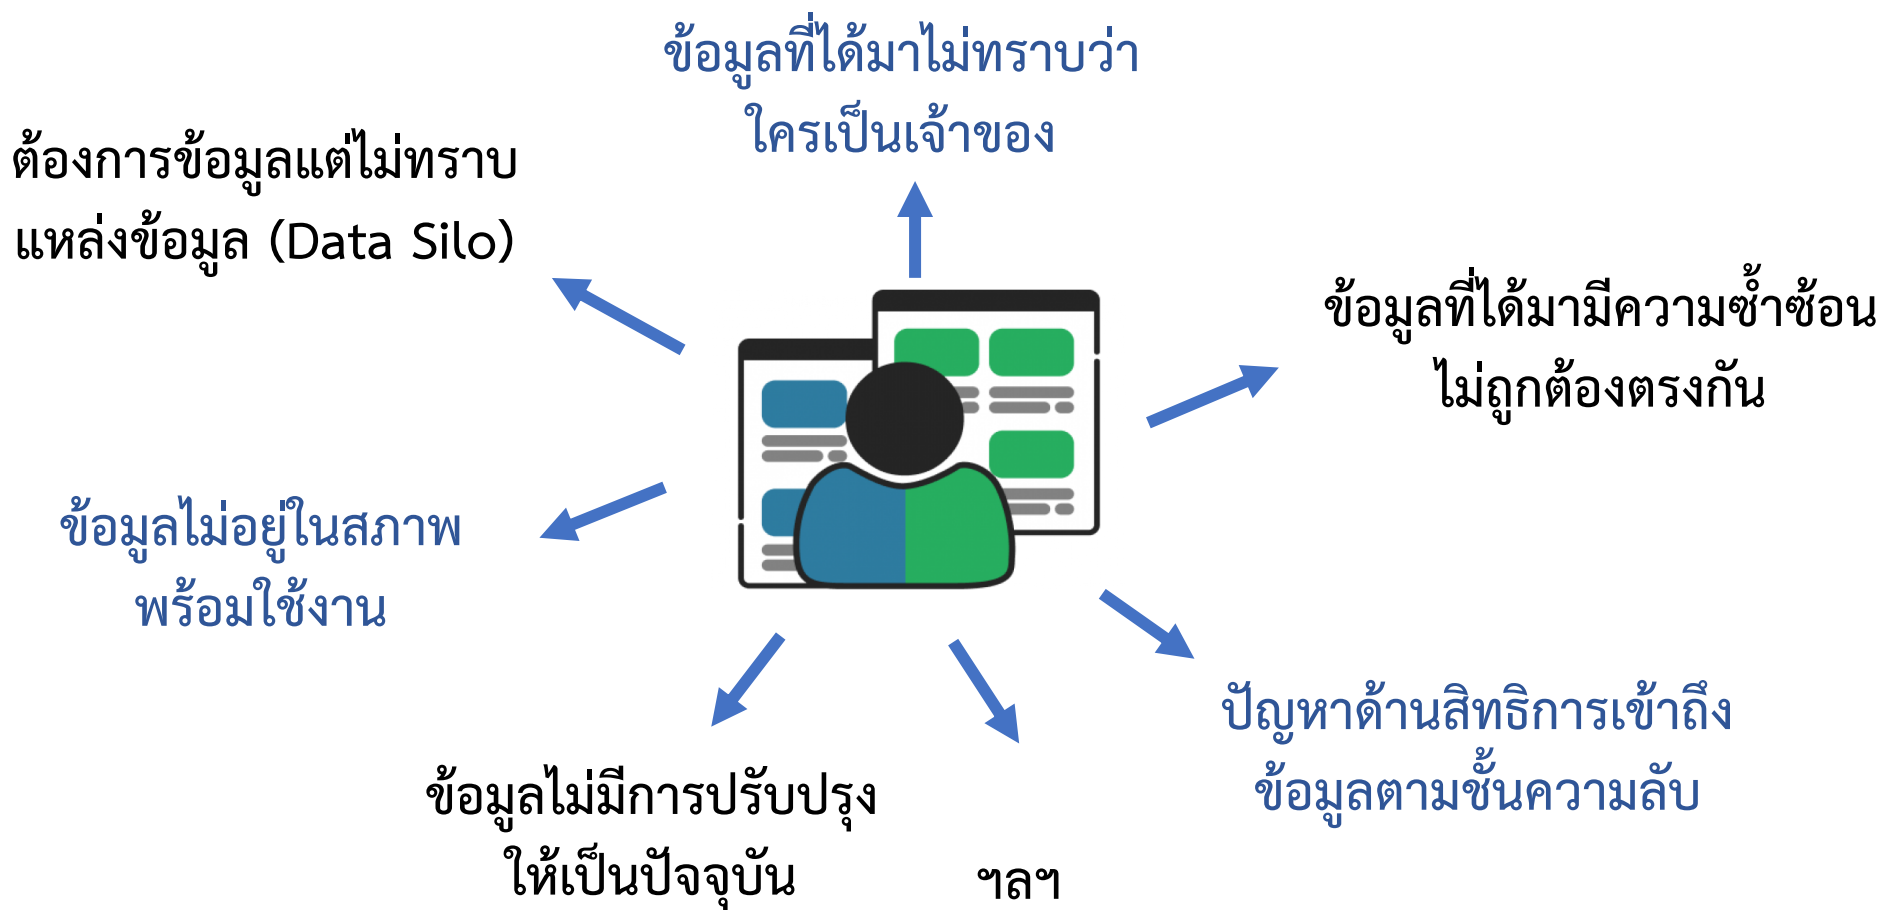 ข้อมูลที่ได้มาไม่ทราบว่า
ใครเป็นเจ้าของ
ต้องการข้อมูลแต่ไม่ทราบ
แหล่งข้อมูล (Data Silo)
ข้อมูลที่ได้มามีความซ้ำซ้อน
ไม่ถูกต้องตรงกัน
ข้อมูลไม่อยู่ในสภาพ
พร้อมใช้งาน
ปัญหาด้านสิทธิการเข้าถึง
ข้อมูลตามชั้นความลับ
ข้อมูลไม่มีการปรับปรุง
ให้เป็นปัจจุบัน
ฯลฯ